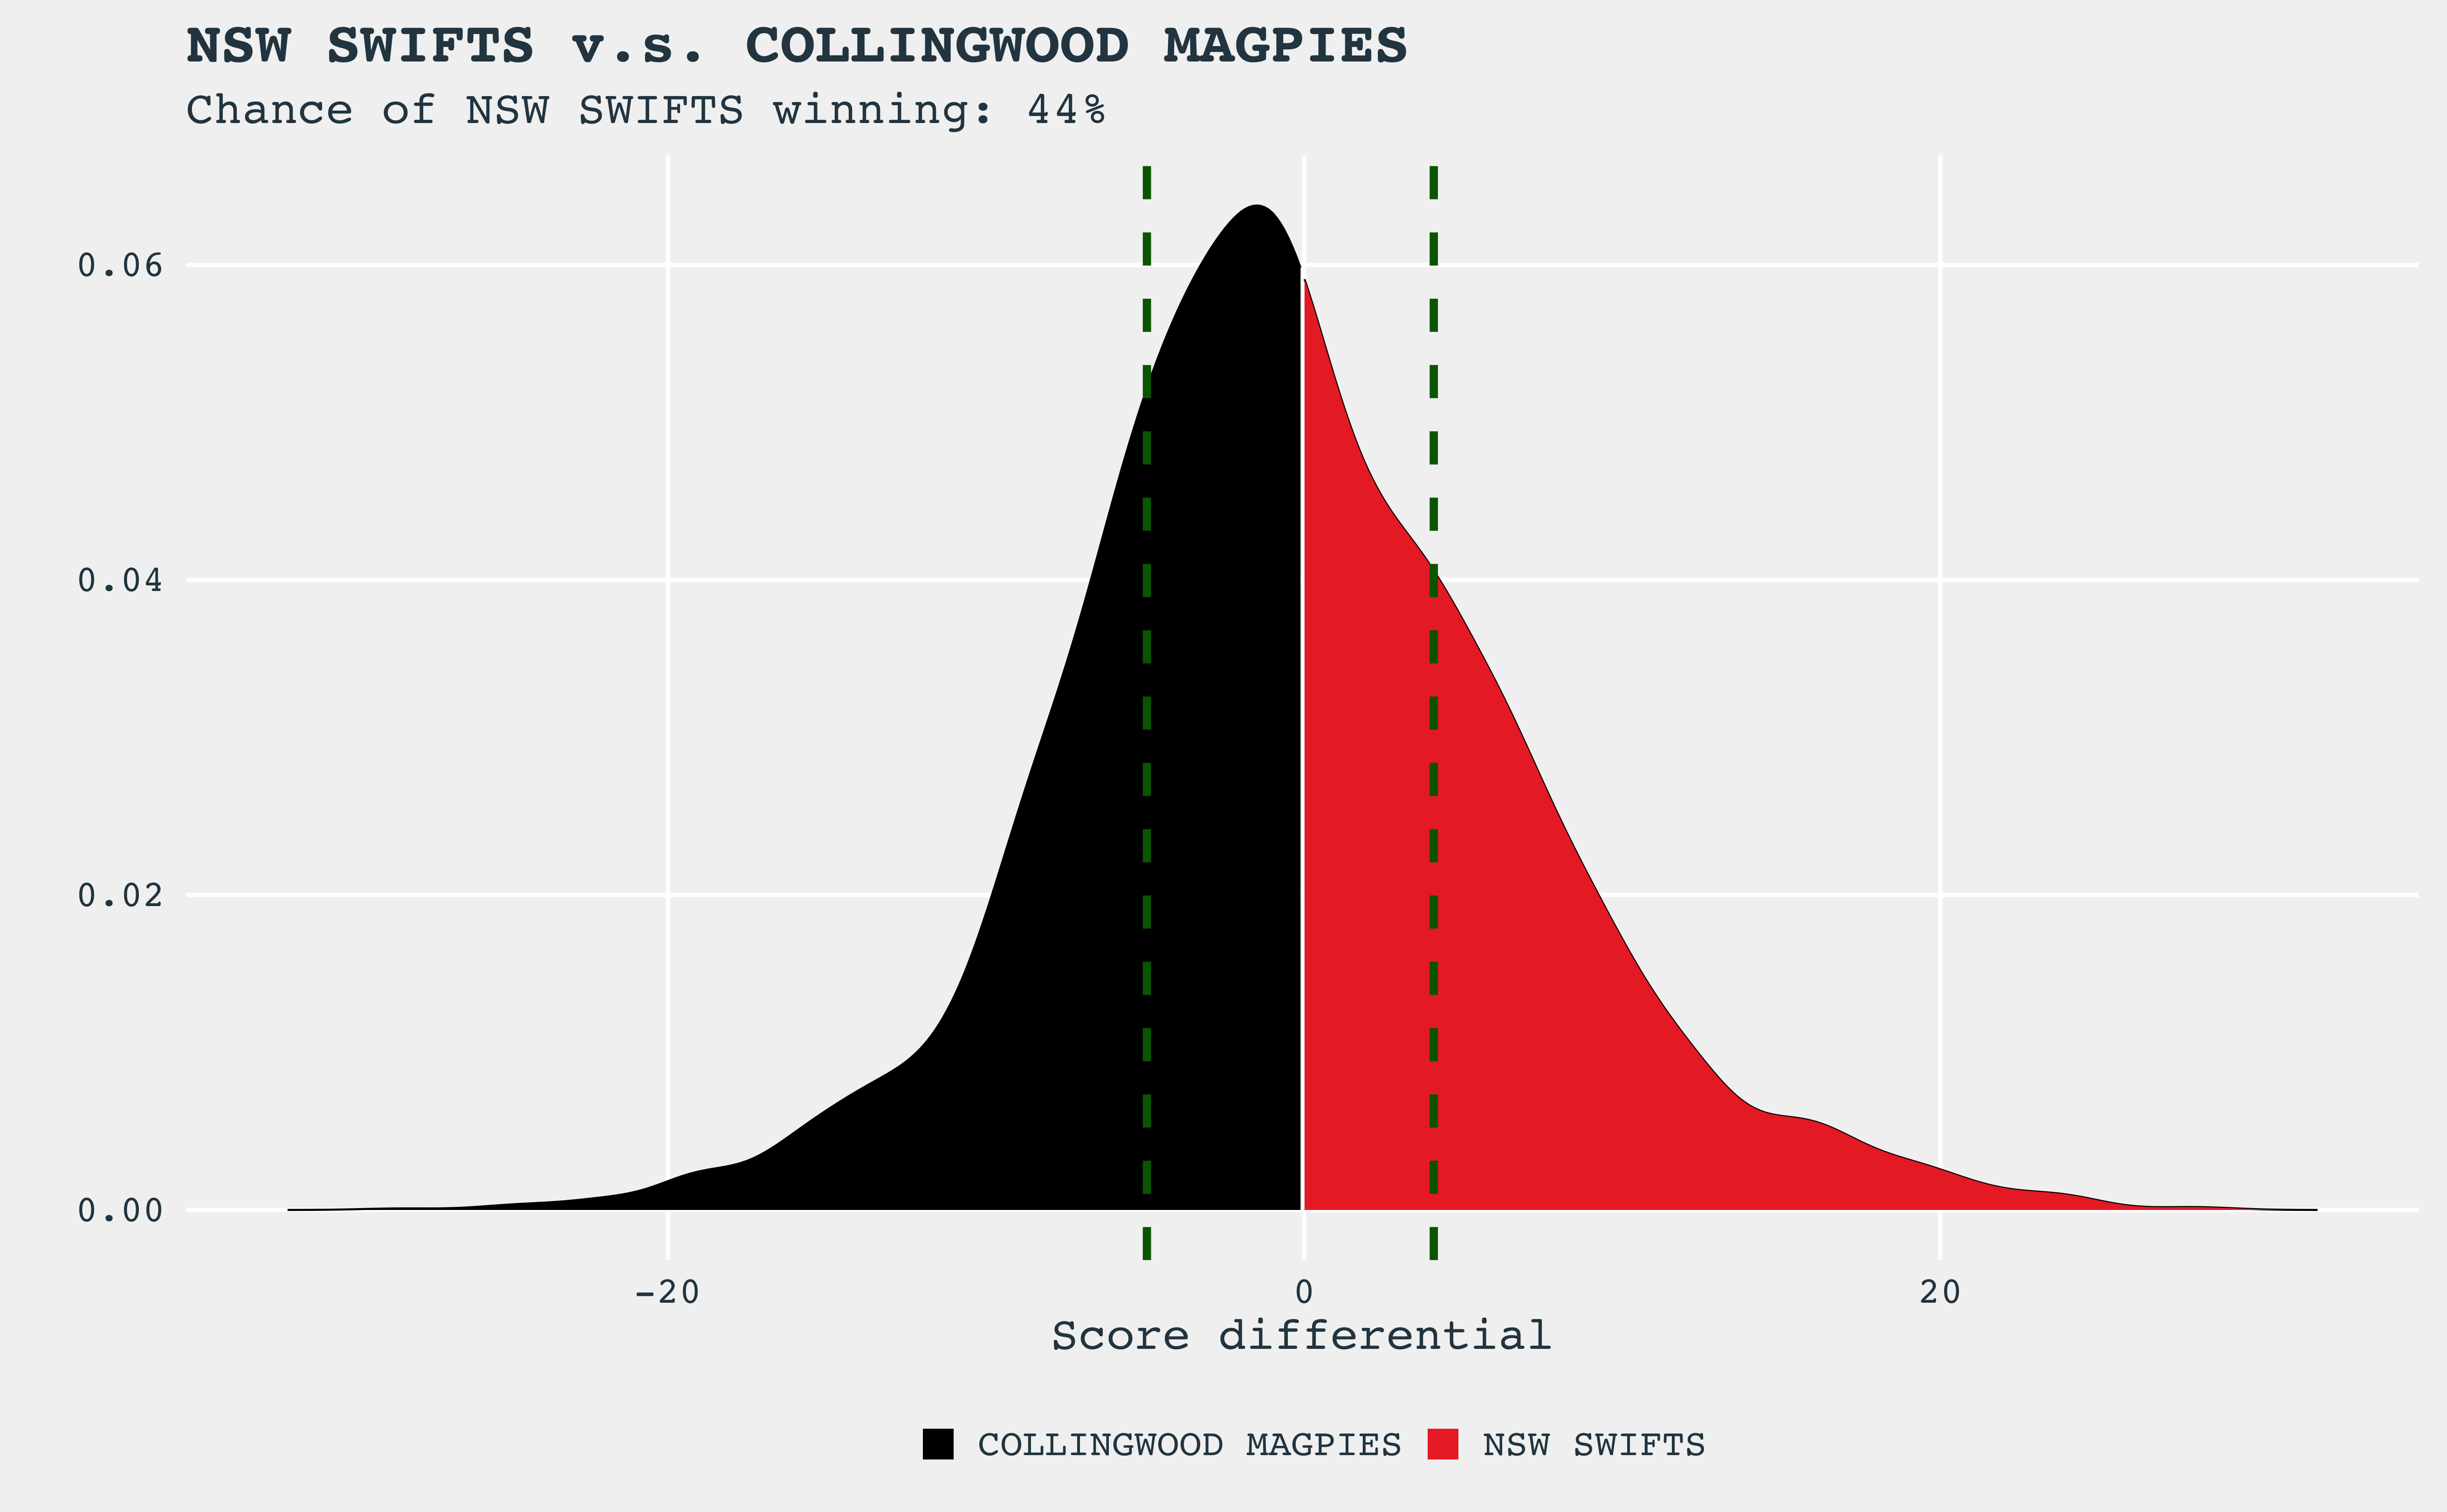 NSW SWIFTS v.s. COLLINGWOOD MAGPIES
Chance of NSW SWIFTS winning: 44%
0.06
0.04
0.02
0.00
-20 0 20
Score differential
COLLINGWOOD MAGPIES NSW SWIFTS